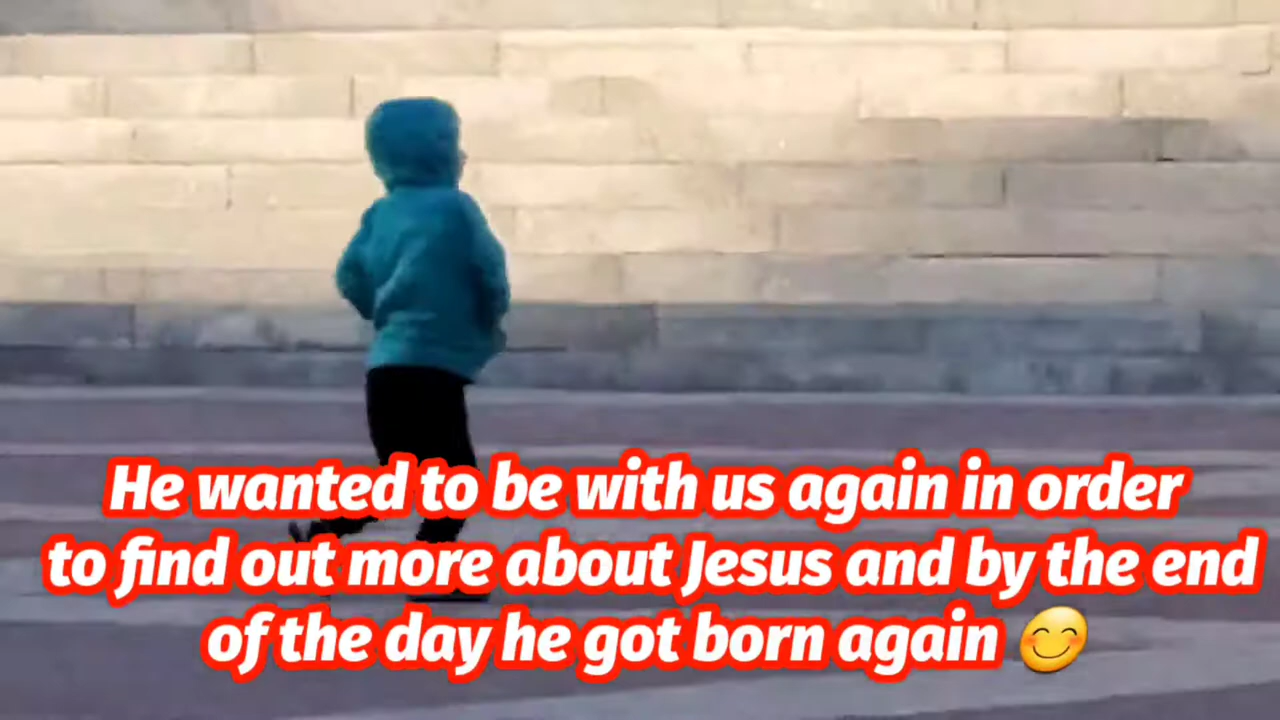 He wanted to be with us again in order
to find out more about Jesus and by the end
of the day he got born again 😊